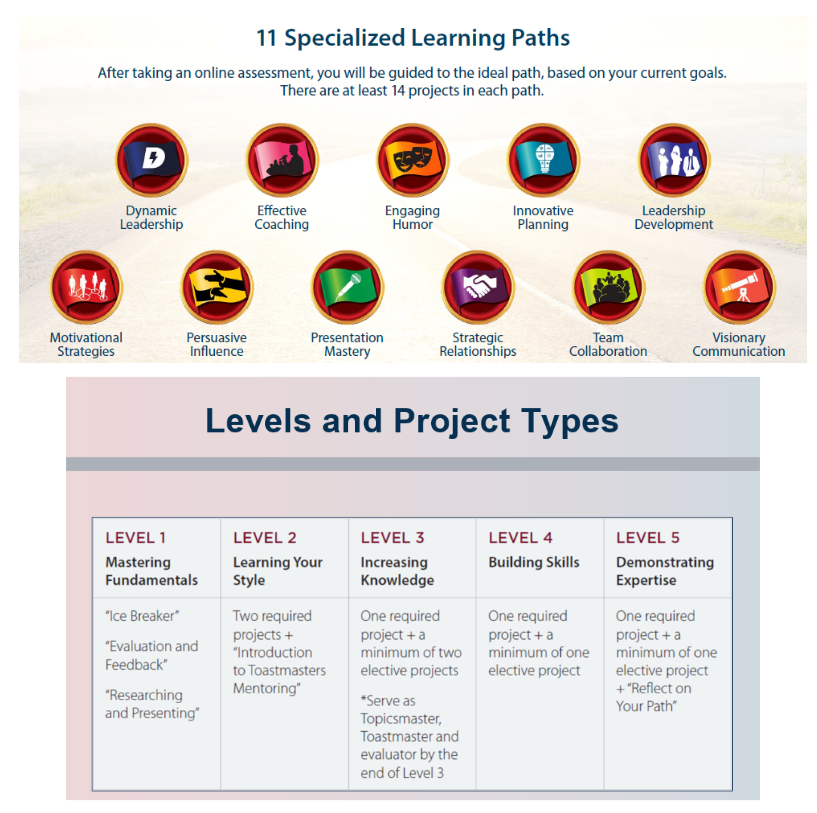 11 Specialized Learning Paths
After taking an online assessment, you will be guided to the ideal path, based on your current goals.
There are at least 14 projects in each path.
D
Dynamic
Leadership
Effective
Coaching
Engaging
Humor
Innovative
Planning
Leadership
Development
Motivational
Strategies
Persuasive
Influence
Presentation
Mastery
Strategic
Relationships
Team
Collaboration
Visionary
Communication
Levels and Project Types
LEVEL 1
Mastering
Fundamentals
"Ice Breaker"
"Evaluation and
Feedback"
"Researching
and Presenting"
LEVEL 2
Learning Your
Style
Two required
projects +
"Introduction
to Toastmasters
Mentoring"
LEVEL 3
Increasing
Knowledge
One required
project + a
minimum of two
elective projects
*Serve as
Topicsmaster,
Toastmaster and
evaluator by the
end of Level 3
LEVEL 4
Building Skills
One required
project + a
minimum of one
elective project
LEVEL 5
Demonstrating
Expertise
One required
project + a
minimum of one
elective project
+ "Reflect on
Your Path"